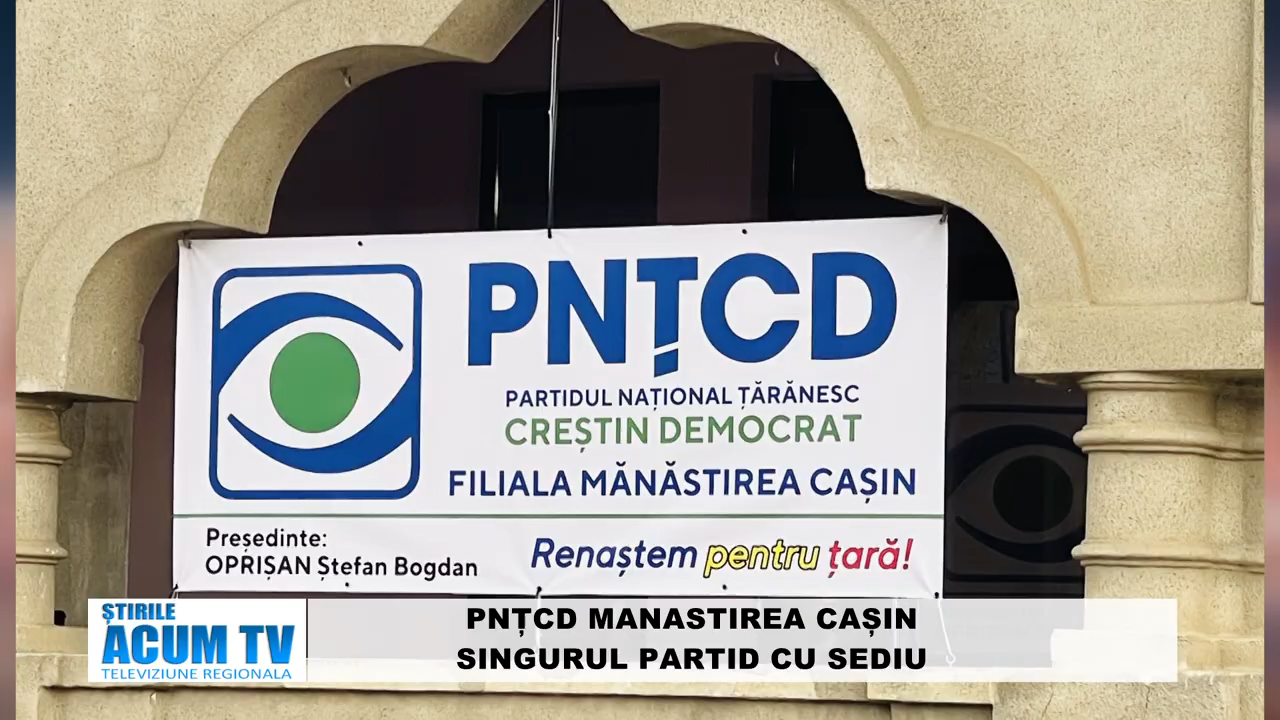 PNȚCD
PARTIDUL NAȚIONAL ȚĂRĂNESC
CREȘTIN DEMOCRAT
FILIALA MĂNĂSTIREA CAȘIN
Președinte:
OPRIȘAN Ștefan Bogdan
Renaștem pentru țară!
ȘTIRILE
ACUM TV
TELEVIZIUNE REGIONALA
PNȚCD MANASTIREA CAȘIN
SINGURUL PARTID CU SEDIU